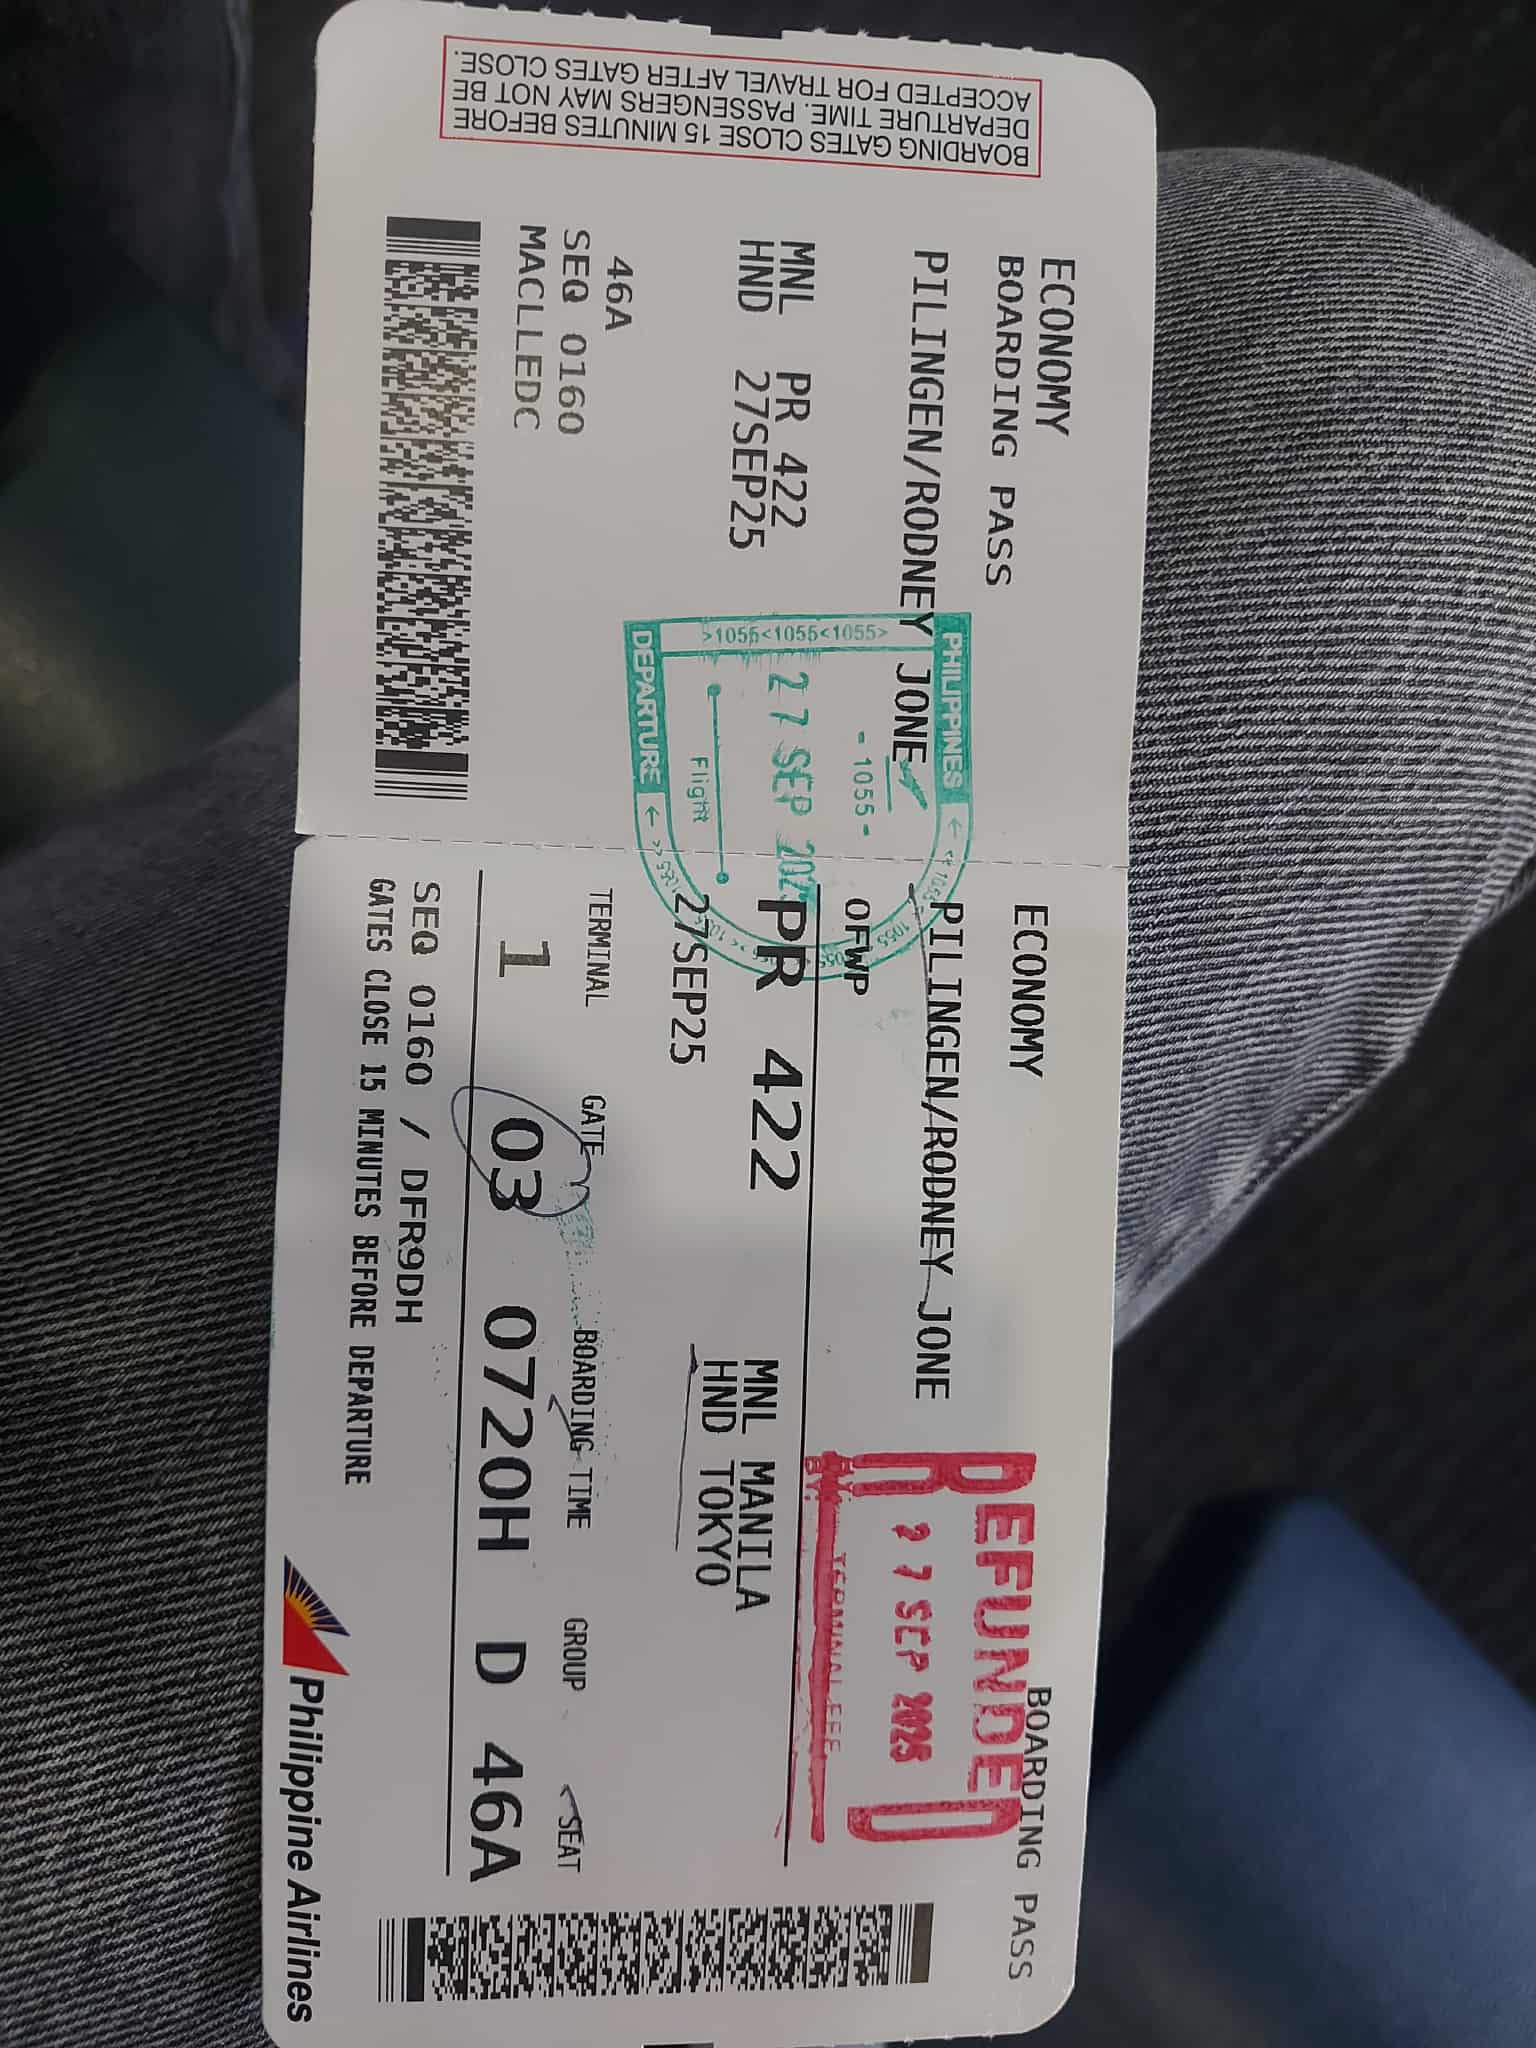 BOARDING GATES CLOSE 15 MINUTES BEFORE
DEPARTURE TIME. PASSENGERS MAY NOT BE
ACCEPTED FOR TRAVEL AFTER GATES CLOSE.
ECONOMY
BOARDING PASS
PILINGEN/RODNEY JONE
MNL PR 422
HND 27SEP25
46A
SEQ 0160
MACLLEDC
PHILIPPINES
>1055<1055<1055>
- 1055 -
27 SEP
Flight
DEPARTURE
ECONOMY BOARDING PASS
PILINGEN/RODNEY JONE
OFWP
REFUNDED
27 SEP 2025
BY:
TERMINAL FEE
PR 422 MNL MANILA
27SEP25 HND TOKYO
TERMINAL GATE BOARDING TIME GROUP SEAT
1 03 0720H D 46A
SEQ 0160 / DFR9DH
GATES CLOSE 15 MINUTES BEFORE DEPARTURE
Philippine Airlines